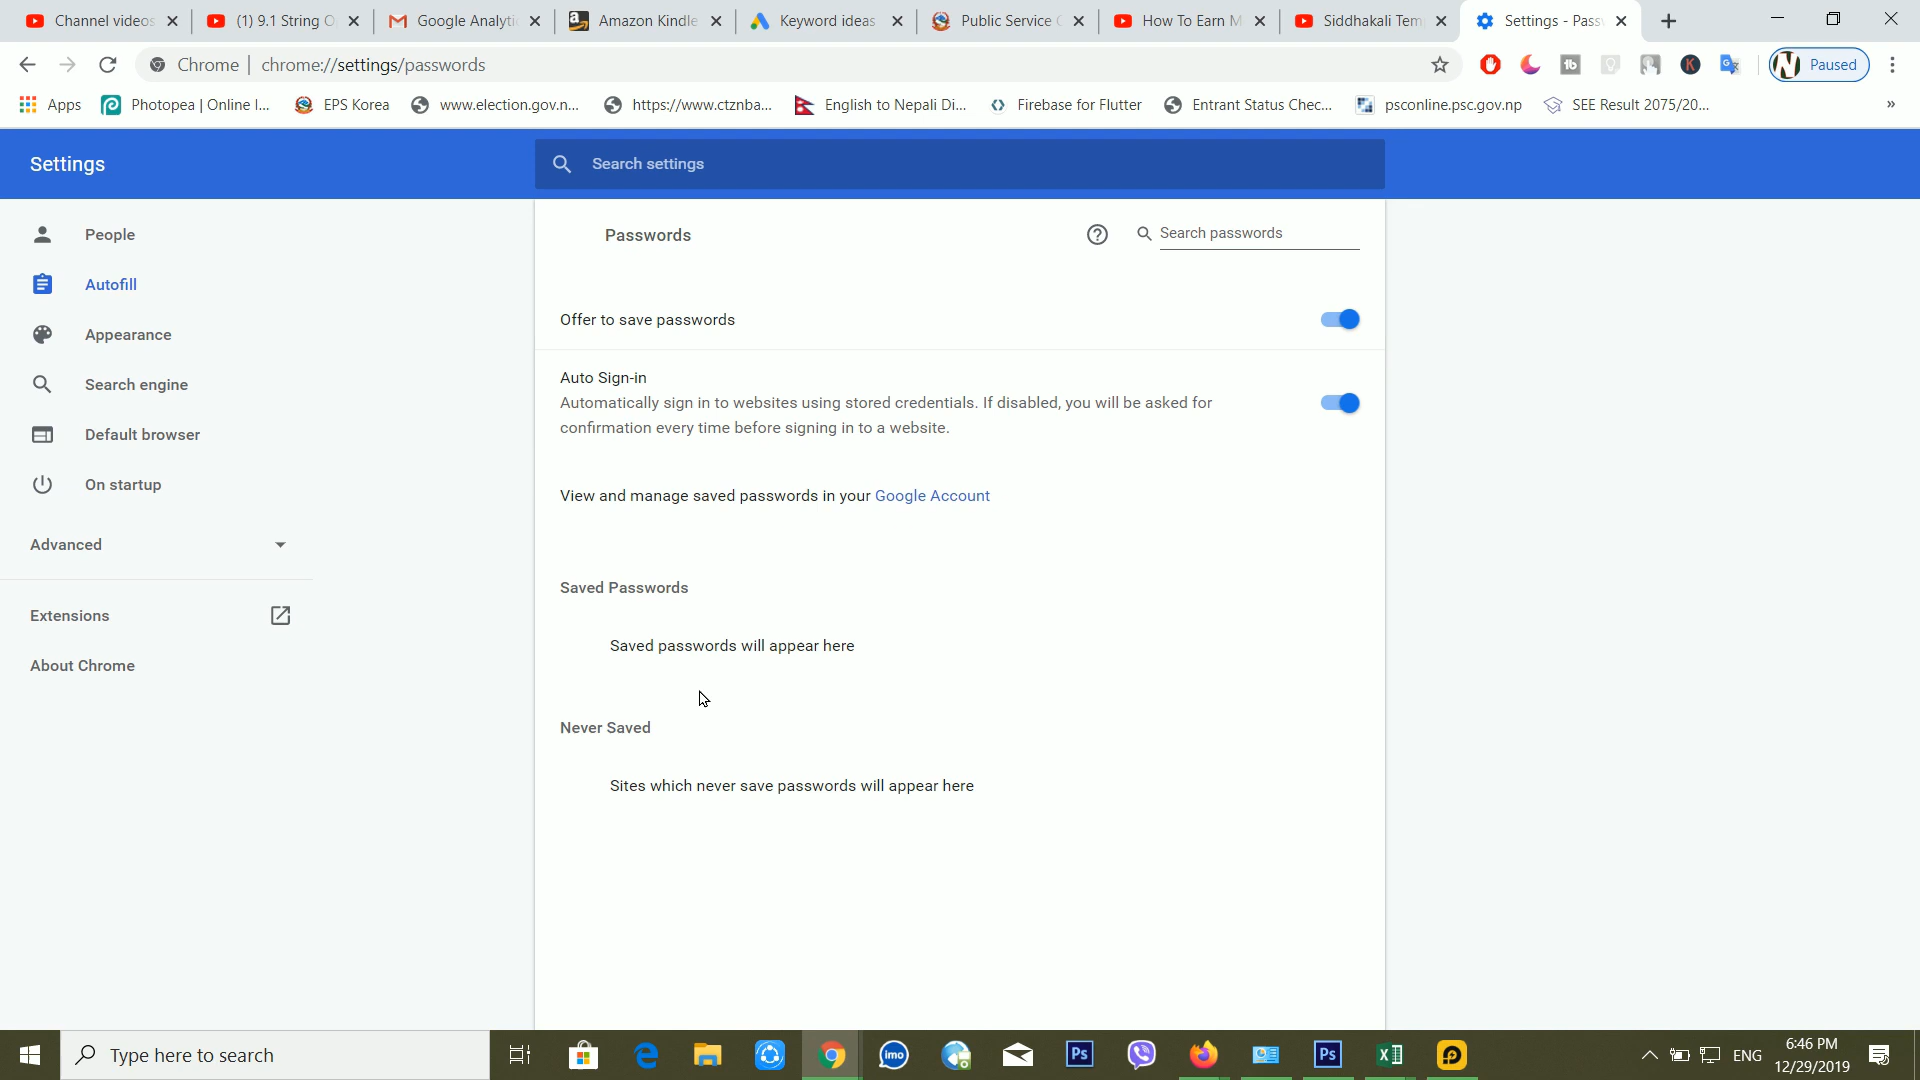 Channel videos
(1) 9.1 String O
Google Analytic
Amazon Kindle
Keyword ideas
Public Service C
How To Earn M
Siddhakali Tem
Settings - Pass
Chrome | chrome://settings/passwords
Paused
Apps
Photopea | Online I...
EPS Korea
www.election.gov.n...
https://www.ctznba...
English to Nepali Di...
Firebase for Flutter
Entrant Status Chec...
psconline.psc.gov.np
SEE Result 2075/20...
»
Settings
Search settings
People
Autofill
Appearance
Search engine
Default browser
On startup
Advanced
Extensions
About Chrome
Passwords
Search passwords
Offer to save passwords
Auto Sign-in
Automatically sign in to websites using stored credentials. If disabled, you will be asked for
confirmation every time before signing in to a website.
View and manage saved passwords in your Google Account
Saved Passwords
Saved passwords will appear here
Never Saved
Sites which never save passwords will appear here
Type here to search
imo
Ps
Ps
ENG
6:46 PM
12/29/2019